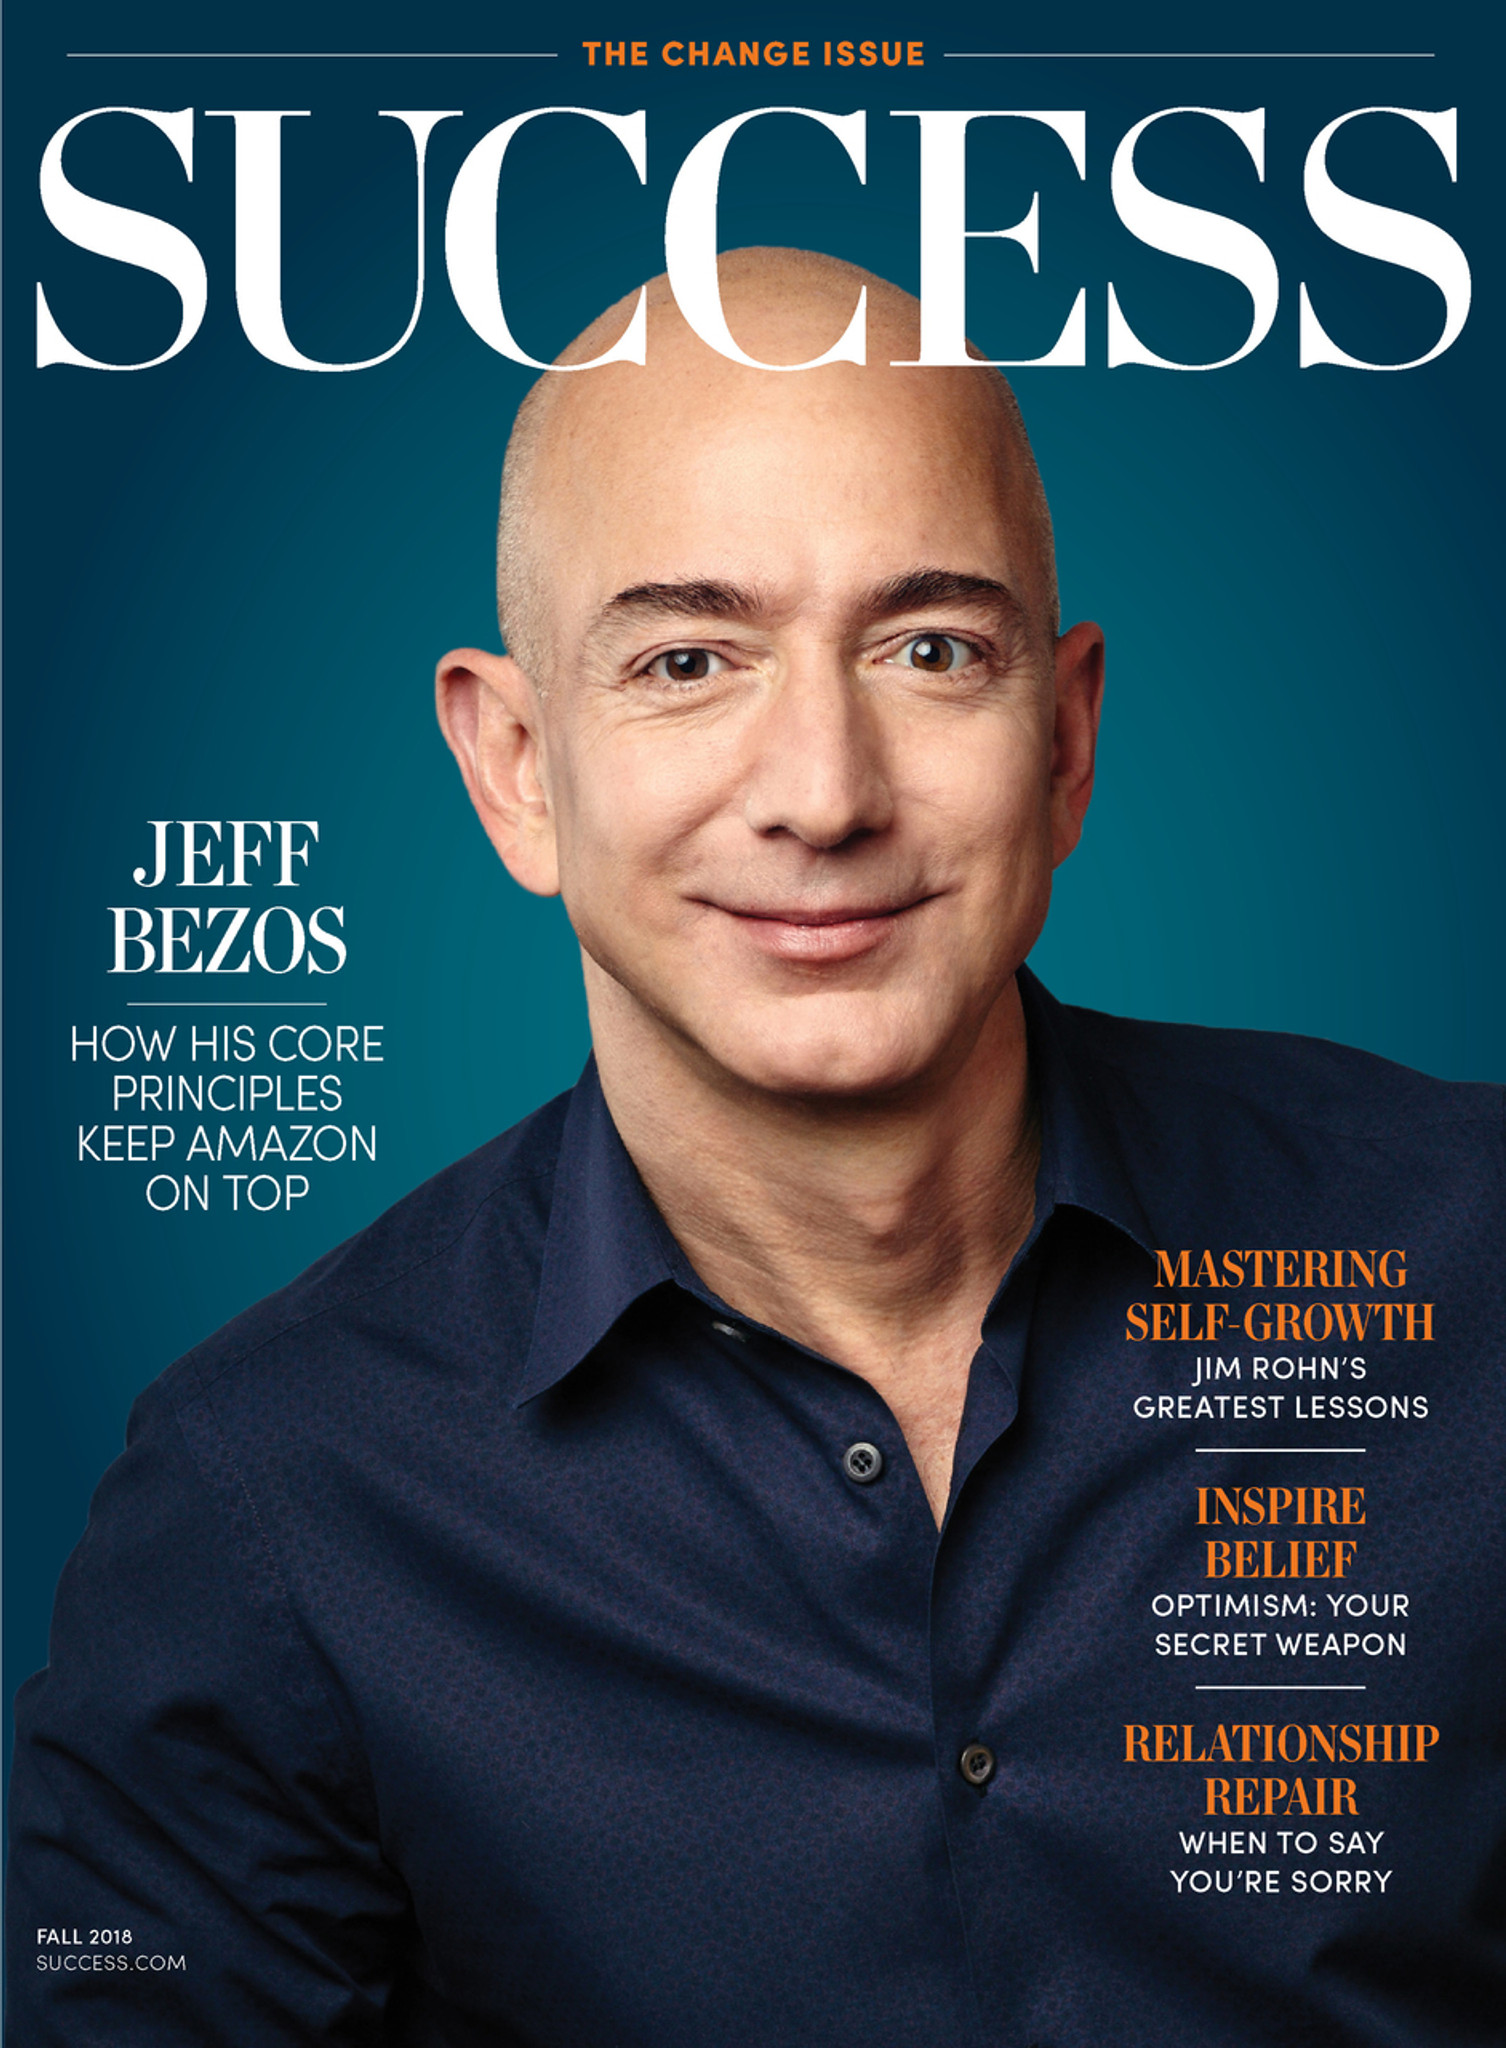 THE CHANGE ISSUE
SUCCESS
JEFF
BEZOS
HOW HIS CORE
PRINCIPLES
KEEP AMAZON
ON TOP
MASTERING
SELF-GROWTH
JIM ROHN'S
GREATEST LESSONS
INSPIRE
BELIEF
OPTIMISM: YOUR
SECRET WEAPON
RELATIONSHIP
REPAIR
WHEN TO SAY
YOU'RE SORRY
FALL 2018
SUCCESS.COM